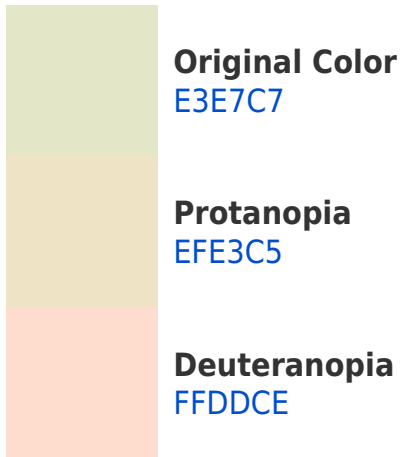 Original Color
E3E7C7
Protanopia
EFE3C5
Deuteranopia
FFDDCE